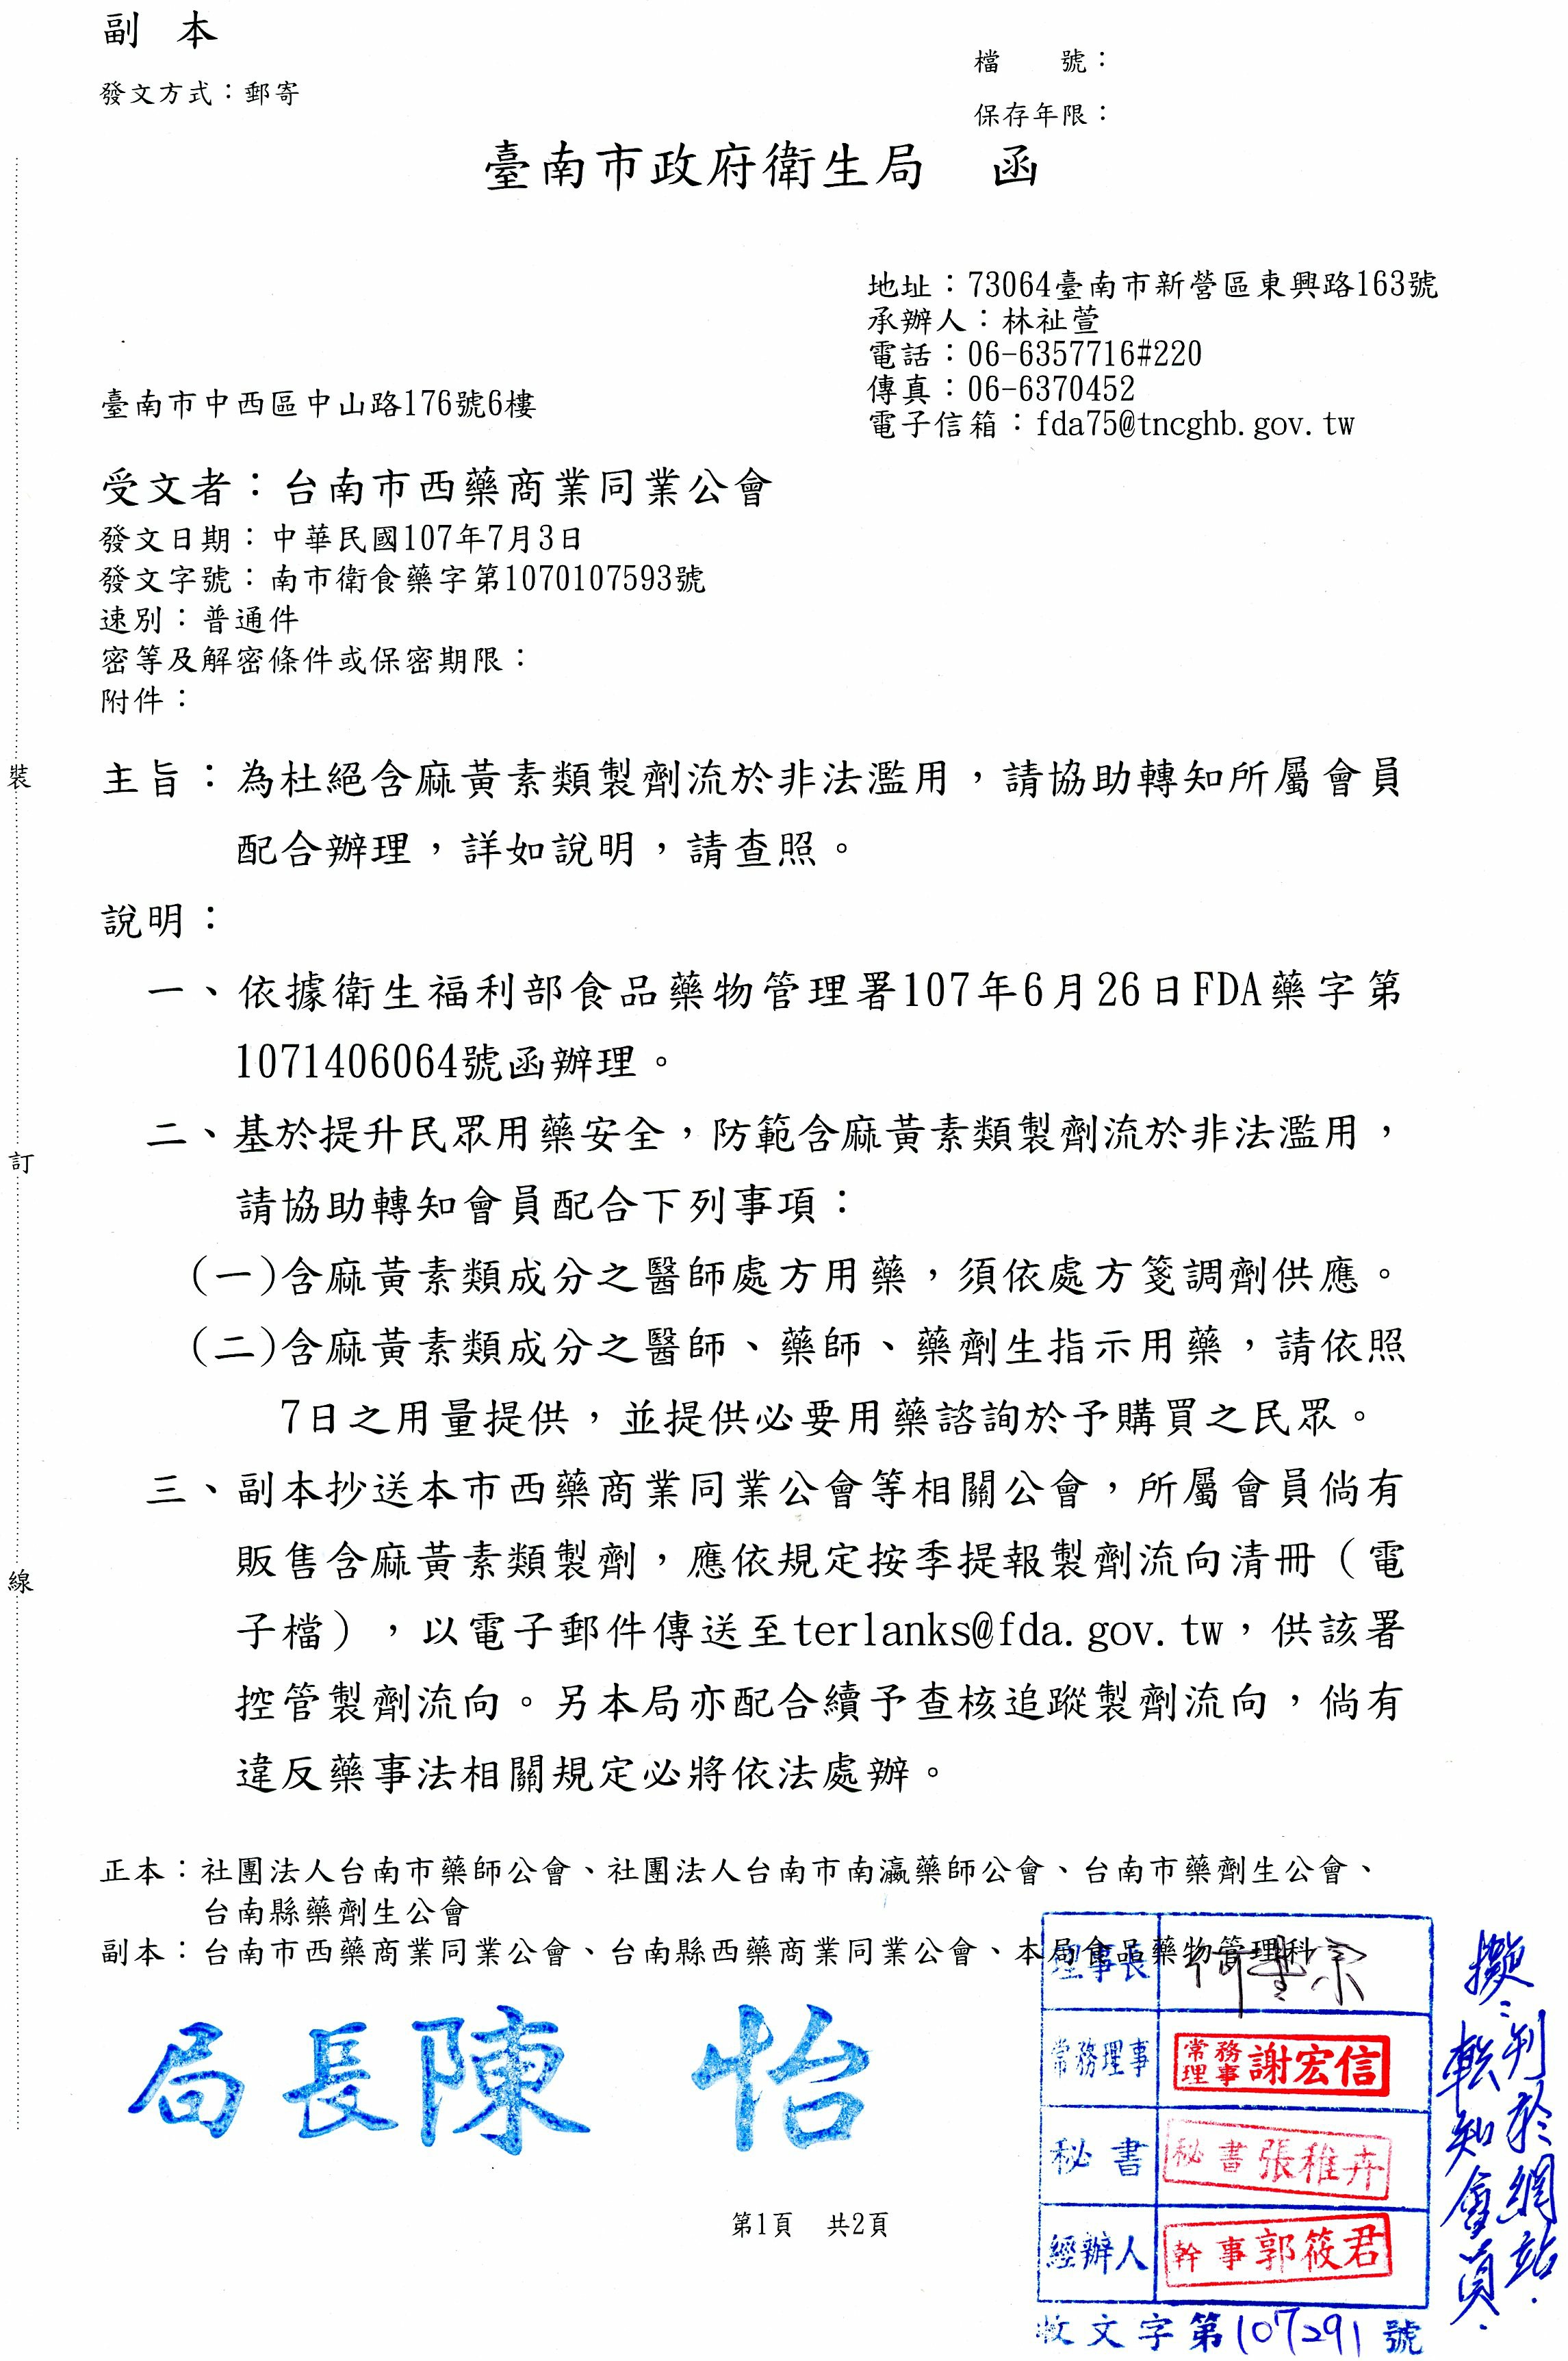 副 本
發文方式：郵寄
檔 號：
保存年限：
臺南市政府衛生局 函
地址：73064臺南市新營區東興路163號
承辦人：林祉萱
電話：06-6357716#220
傳真：06-6370452
電子信箱：fda75@tncghb.gov.tw
臺南市中西區中山路176號6樓
受文者：台南市西藥商業同業公會
發文日期：中華民國107年7月3日
發文字號：南市衛食藥字第1070107593號
速別：普通件
密等及解密條件或保密期限：
附件：
主旨：為杜絕含麻黃素類製劑流於非法濫用，請協助轉知所屬會員
配合辦理，詳如說明，請查照。
說明：
一、依據衛生福利部食品藥物管理署107年6月26日FDA藥字第
1071406064號函辦理。
二、基於提升民眾用藥安全，防範含麻黃素類製劑流於非法濫用，
請協助轉知會員配合下列事項：
(一)含麻黃素類成分之醫師處方用藥，須依處方箋調劑供應。
(二)含麻黃素類成分之醫師、藥師、藥劑生指示用藥，請依照
7日之用量提供，並提供必要用藥諮詢於予購買之民眾。
三、副本抄送本市西藥商業同業公會等相關公會，所屬會員倘有
販售含麻黃素類製劑，應依規定按季提報製劑流向清冊（電
子檔），以電子郵件傳送至terlanks@fda.gov.tw，供該署
控管製劑流向。另本局亦配合續予查核追蹤製劑流向，倘有
違反藥事法相關規定必將依法處辦。
裝
訂
線
正本：社團法人台南市藥師公會、社團法人台南市南瀛藥師公會、台南市藥劑生公會、
台南縣藥劑生公會
副本：台南市西藥商業同業公會、台南縣西藥商業同業公會、本局食品藥物管理科
局長陳 怡
理事長
常務理事 常務理事 謝宏信
秘書 秘書張稚卉
經辦人 幹事郭筱君
收文字第107291號
擬:刊於網站.
轉知會員.
第1頁 共2頁